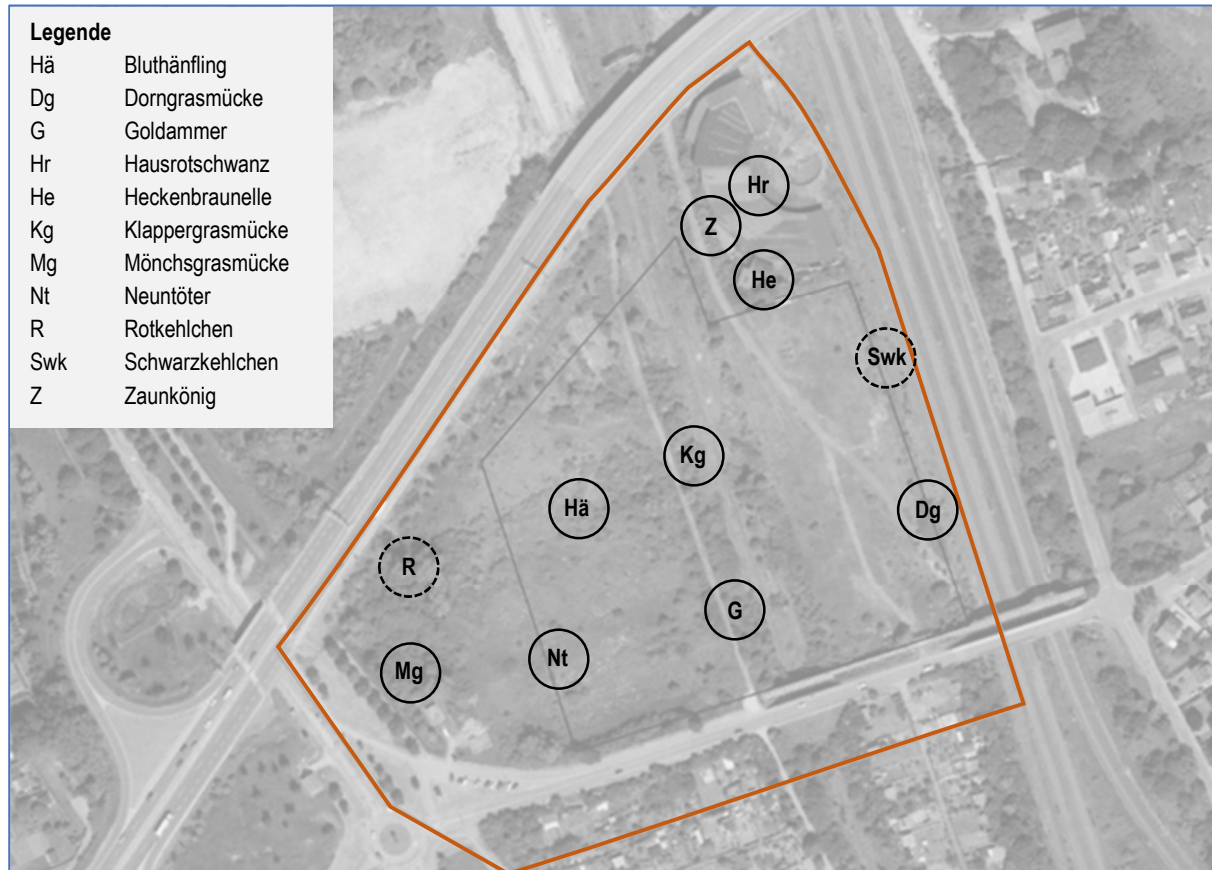 Legende
Hä Bluthänfling
Dg Dorngrasmücke
G Goldammer
Hr Hausrotschwanz
He Heckenbraunelle
Kg Klappergrasmücke
Mg Mönchsgrasmücke
Nt Neuntöter
R Rotkehlchen
Swk Schwarzkehlchen
Z Zaunkönig
Hr
Z
He
Swk
Kg
Hä
Dg
R
G
Nt
Mg